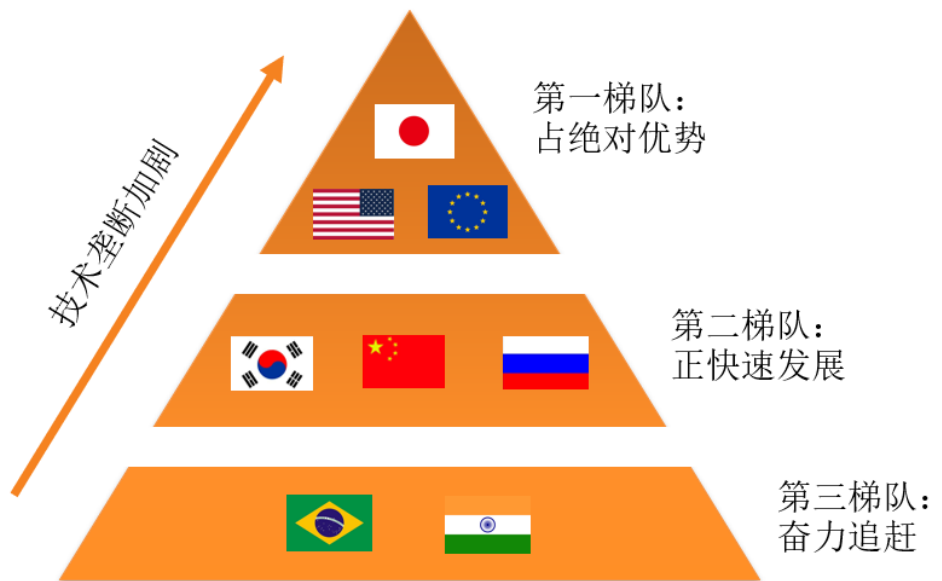 第一梯队：
占绝对优势
技术垄断加剧
第二梯队：
正快速发展
第三梯队：
奋力追赶